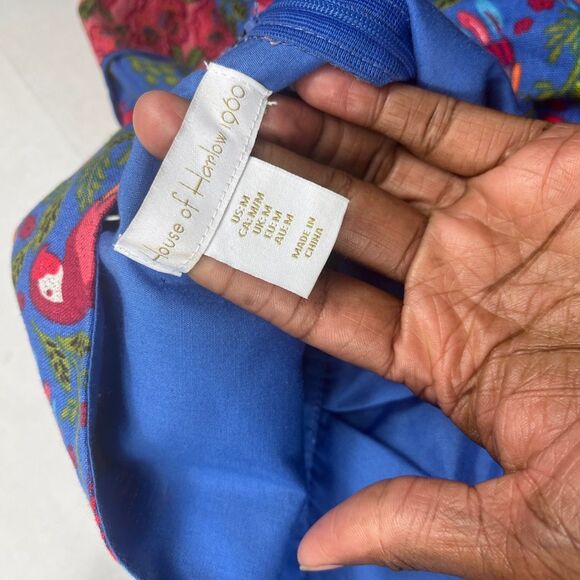 House of Harlow 1960
US:M
CA:M/M
UK:M
EU:M
AU:M
MADE IN
CHINA